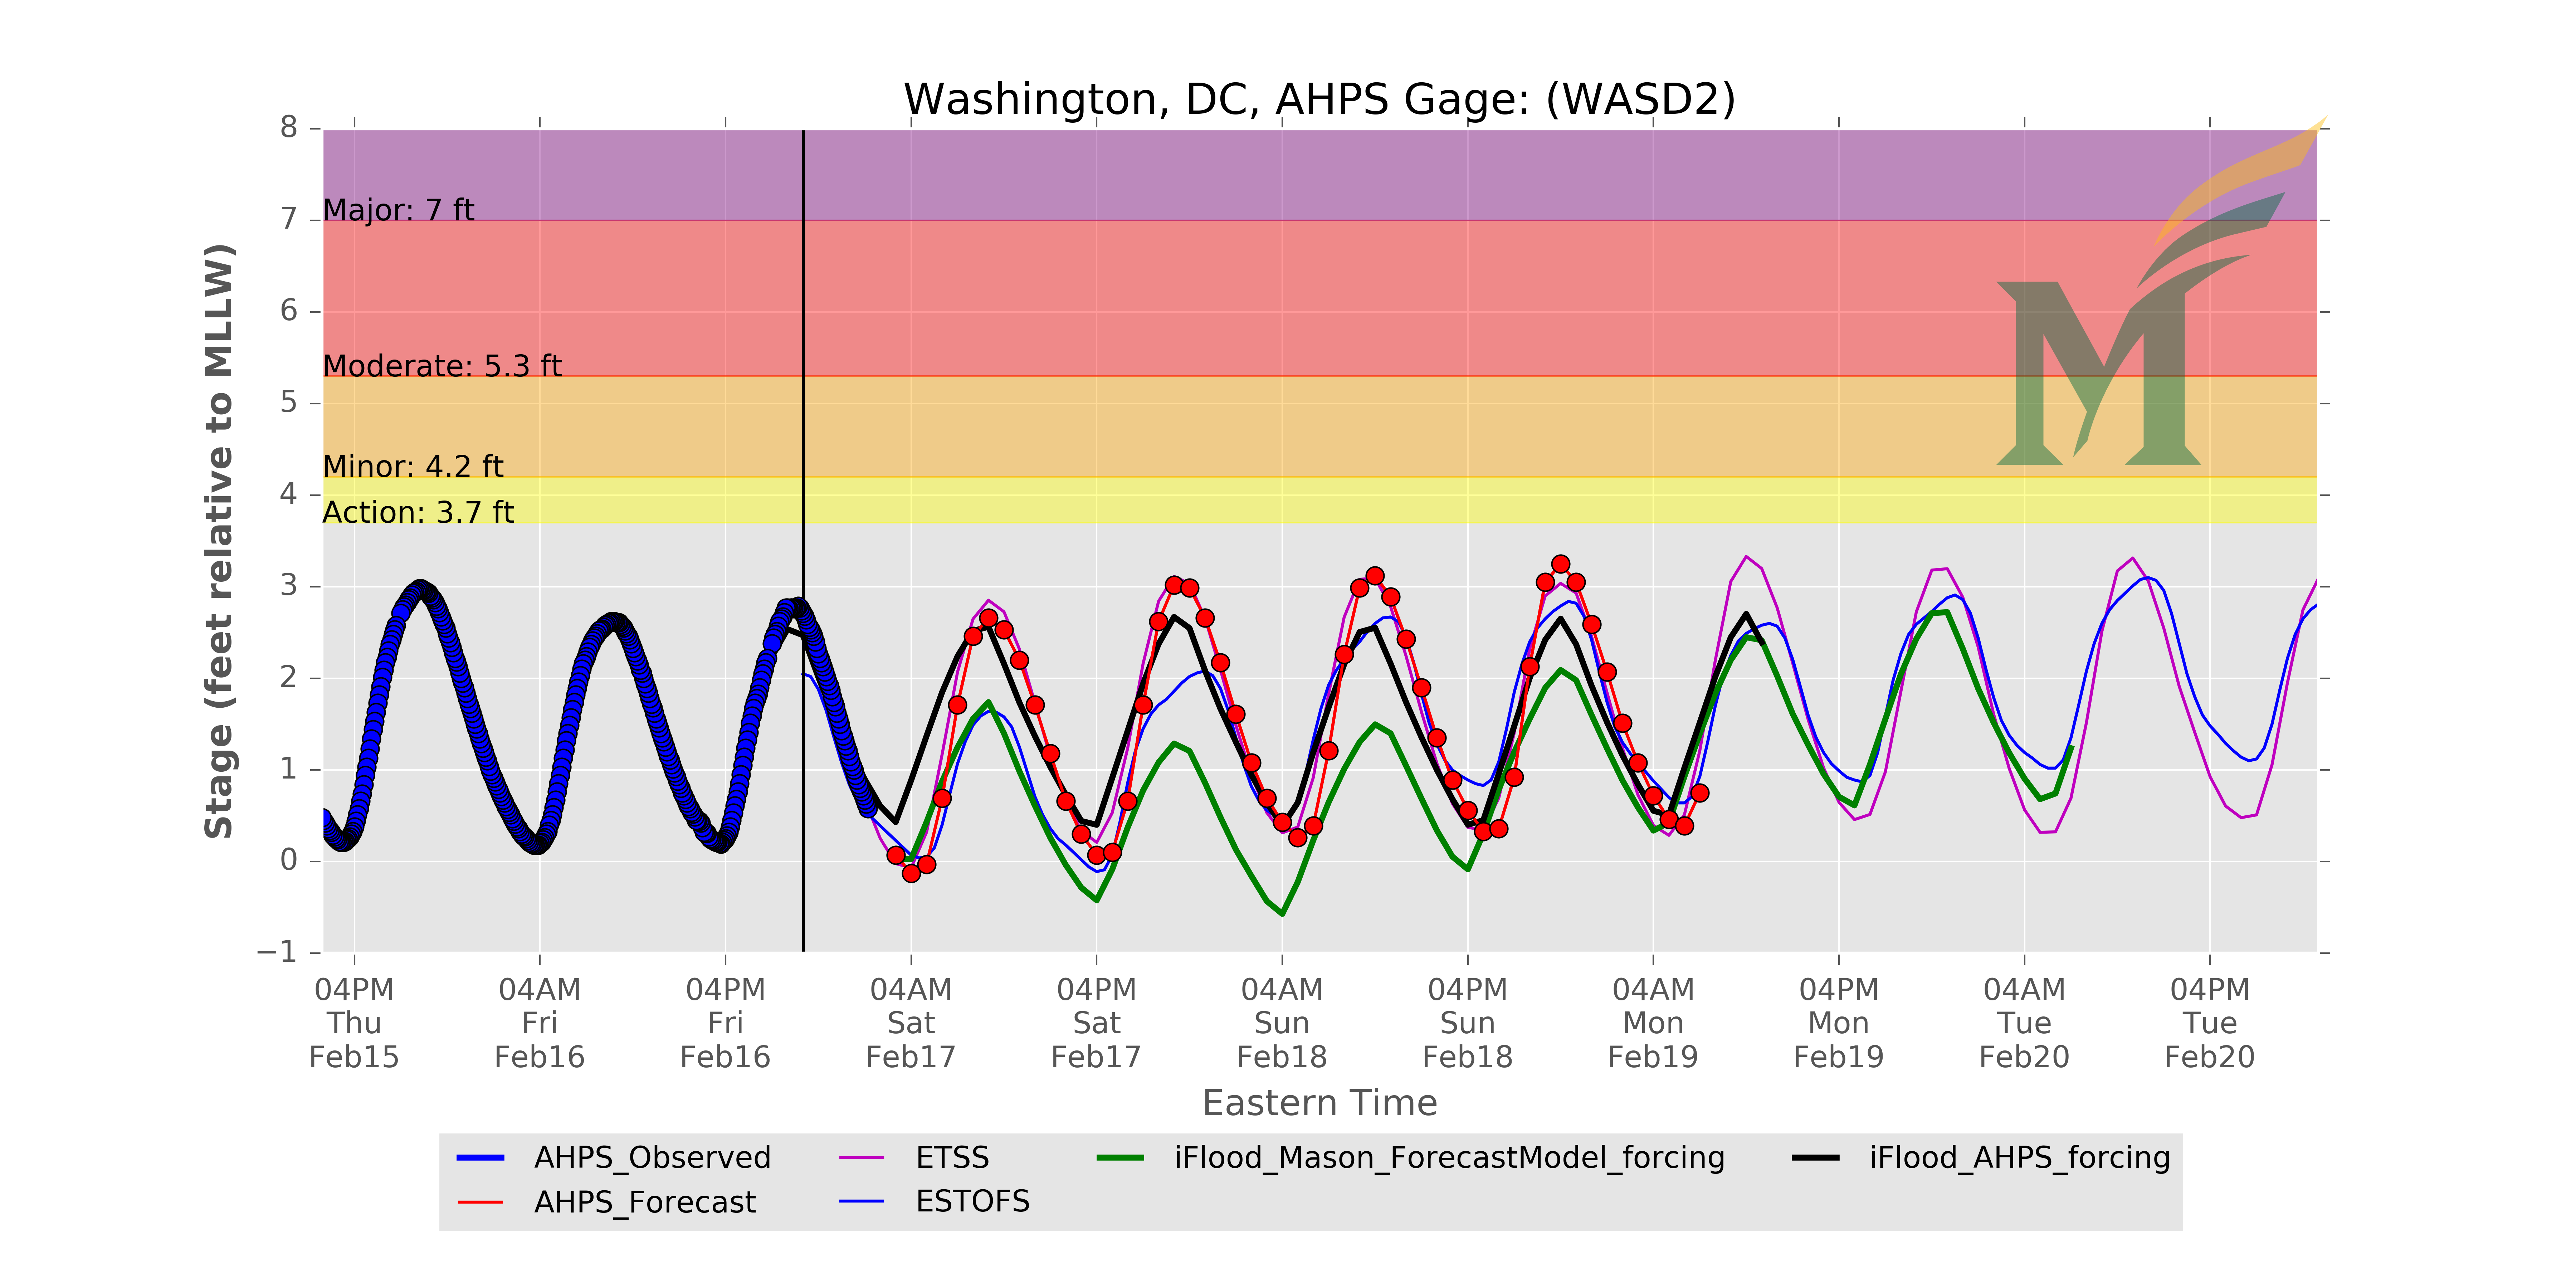 Washington, DC, AHPS Gage: (WASD2)
8
7
6
5
4
3
2
1
0
−1
Stage (feet relative to MLLW)
Major: 7 ft
Moderate: 5.3 ft
Minor: 4.2 ft
Action: 3.7 ft
04PM 04AM 04PM 04AM 04PM 04AM 04PM 04AM 04PM 04AM 04PM
Thu Fri Fri Sat Sat Sun Sun Mon Mon Tue Tue
Feb15 Feb16 Feb16 Feb17 Feb17 Feb18 Feb18 Feb19 Feb19 Feb20 Feb20
Eastern Time
AHPS_Observed ETSS iFlood_Mason_ForecastModel_forcing iFlood_AHPS_forcing
AHPS_Forecast ESTOFS
M